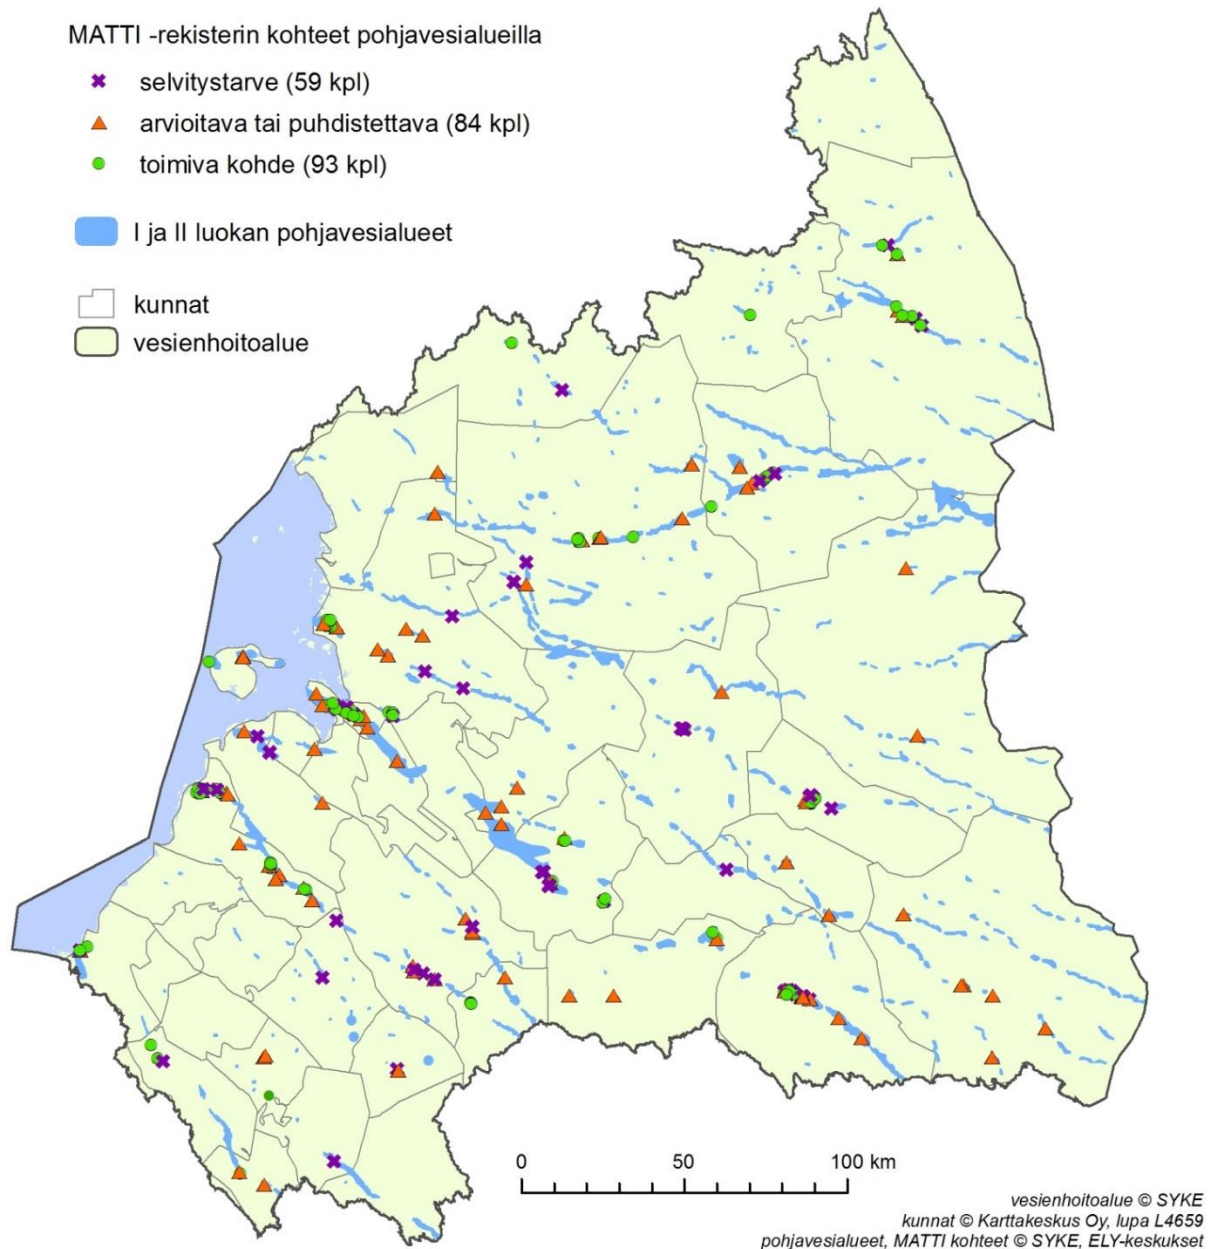 MATTI -rekisterin kohteet pohjavesialueilla
selvitystarve (59 kpl)
arvioitava tai puhdistettava (84 kpl)
toimiva kohde (93 kpl)
I ja II luokan pohjavesialueet
kunnat
vesienhoitoalue
0 50 100 km
vesienhoitoalue © SYKE
kunnat © Karttakeskus Oy, lupa L4659
pohjavesialueet, MATTI kohteet © SYKE, ELY-keskukset